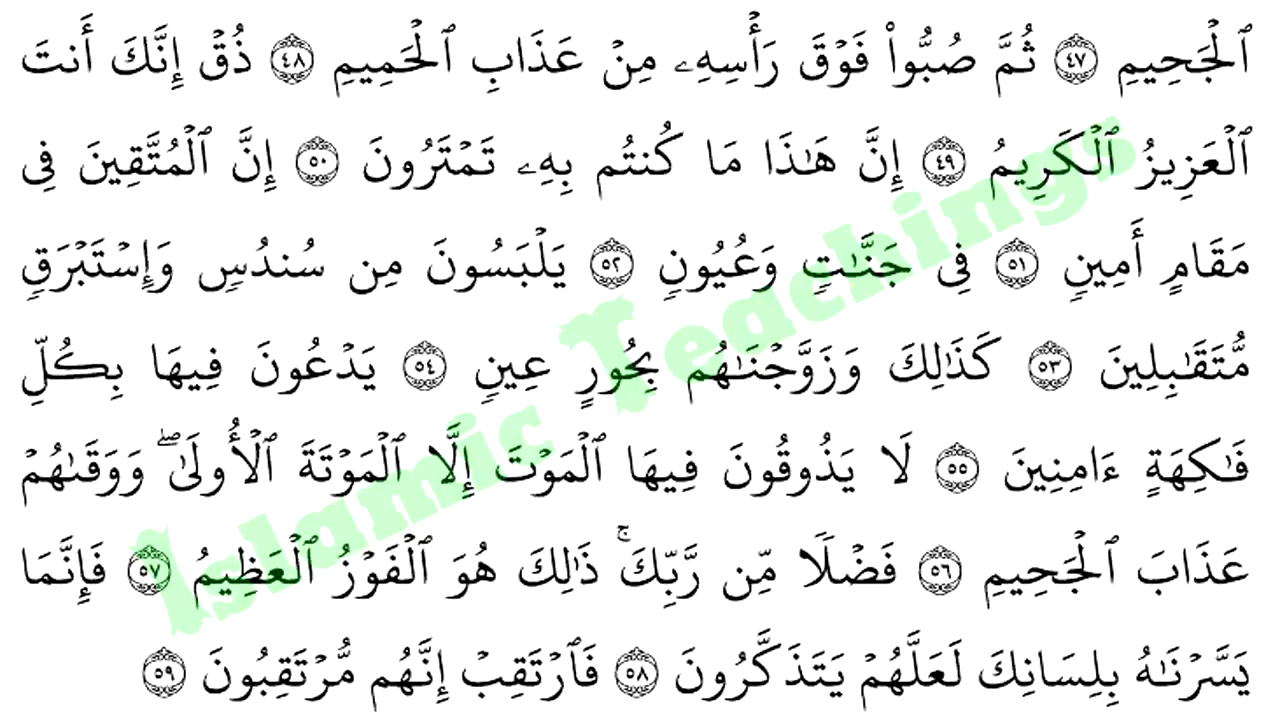 ٱلْجَحِيمِ ٤٧ ثُمَّ صُبُّوا۟ فَوْقَ رَأْسِهِۦ مِنْ عَذَابِ ٱلْحَمِيمِ ٤٨ ذُقْ إِنَّكَ أَنتَ
ٱلْعَزِيزُ ٱلْكَرِيمُ ٤٩ إِنَّ هَٰذَا مَا كُنتُم بِهِۦ تَمْتَرُونَ ٥٠ إِنَّ ٱلْمُتَّقِينَ فِى
مَقَامٍ أَمِينٍ ٥١ فِى جَنَّٰتٍ وَعُيُونٍ ٥٢ يَلْبَسُونَ مِن سُندُسٍ وَإِسْتَبْرَقٍ
مُّتَقَٰبِلِينَ ٥٣ كَذَٰلِكَ وَزَوَّجْنَٰهُم بِحُورٍ عِينٍ ٥٤ يَدْعُونَ فِيهَا بِكُلِّ
فَٰكِهَةٍ ءَامِنِينَ ٥٥ لَا يَذُوقُونَ فِيهَا ٱلْمَوْتَ إِلَّا ٱلْمَوْتَةَ ٱلْأُولَىٰ ۖ وَوَقَىٰهُمْ
عَذَابَ ٱلْجَحِيمِ ٥٦ فَضْلًا مِّن رَّبِّكَ ۚ ذَٰلِكَ هُوَ ٱلْفَوْزُ ٱلْعَظِيمُ ٥٧ فَإِنَّمَا
يَسَّرْنَٰهُ بِلِسَانِكَ لَعَلَّهُمْ يَتَذَكَّرُونَ ٥٨ فَٱرْتَقِبْ إِنَّهُم مُّرْتَقِبُونَ ٥٩
Islamic Teachings